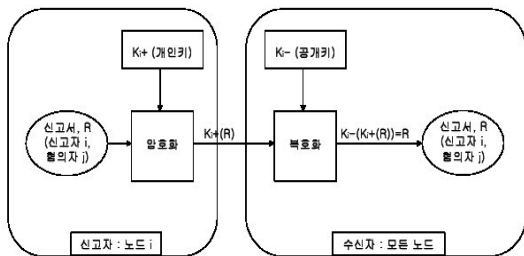 Ki+ (개인키)
Ki- (공개키)
신고서, R
(신고자 i,
혐의자 j)
암호화
Ki+(R)
복호화
Ki-(Ki+(R))=R
신고서, R
(신고자 i,
혐의자 j)
신고자 : 노드 i
수신자 : 모든 노드